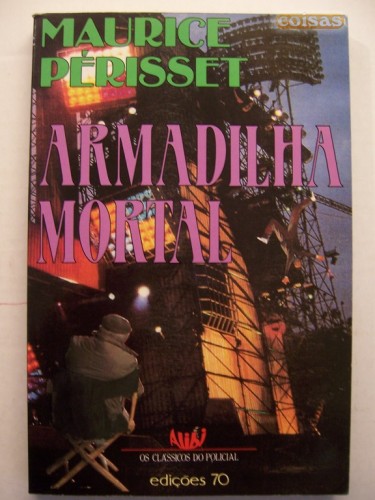 coisas
MAURICE
PÉRISSET
ARMADILHA
MORTAL
OS CLÁSSICOS DO POLICIAL
edições 70